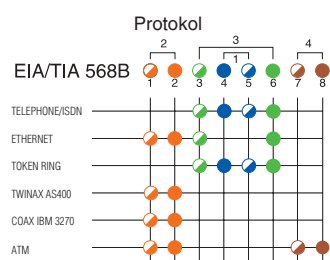 Protokol
2 3 4
1
EIA/TIA 568B
1 2 3 4 5 6 7 8
TELEPHONE/ISDN
ETHERNET
TOKEN RING
TWINAX AS400
COAX IBM 3270
ATM